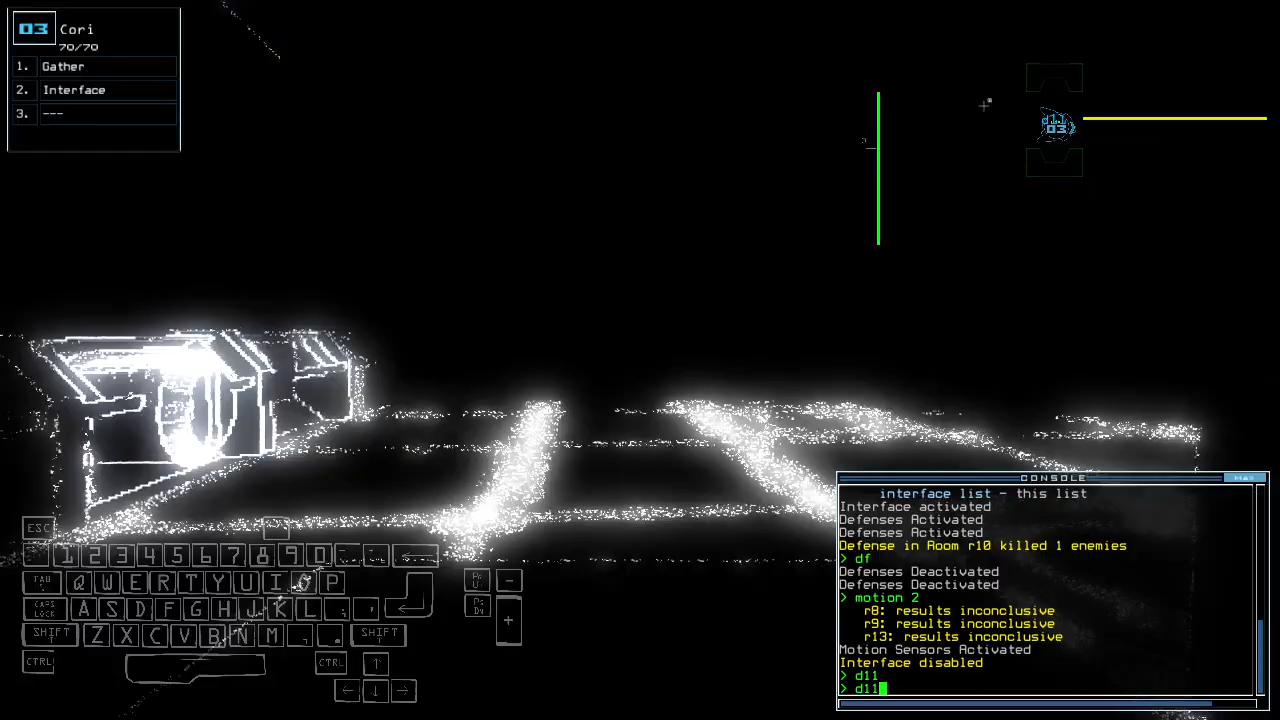 03 Cori
70/70
1. Gather
2. Interface
3. ---
d11
03
CONSOLE
MAX
interface list - this list
Interface activated
Defenses Activated
Defenses Activated
Defense in Room r10 killed 1 enemies
> df
Defenses Deactivated
Defenses Deactivated
> motion 2
r8: results inconclusive
r9: results inconclusive
r13: results inconclusive
Motion Sensors Activated
Interface disabled
> d11
> d11
ESC
1 2 3 4 5 6 7 8 9 0
TAB Q W E R T Y U I O P
CAPS LOCK A S D F G H J K L ; '
SHIFT Z X C V B N M , . SHIFT
CTRL CTRL